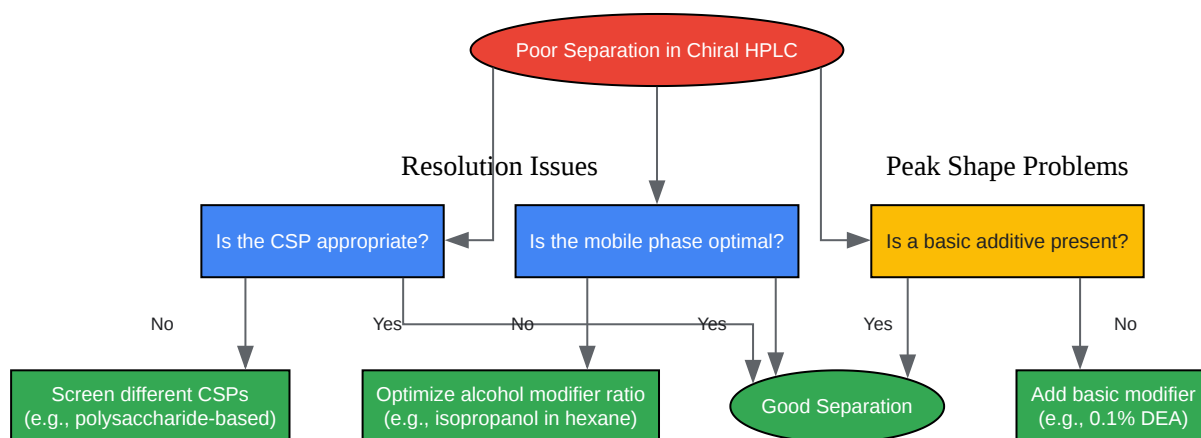 Poor Separation in Chiral HPLC
Resolution Issues
Peak Shape Problems
Is the CSP appropriate?
Is the mobile phase optimal?
Is a basic additive present?
No
Yes
No
Yes
Yes
No
Screen different CSPs
(e.g., polysaccharide-based)
Optimize alcohol modifier ratio
(e.g., isopropanol in hexane)
Good Separation
Add basic modifier
(e.g., 0.1% DEA)